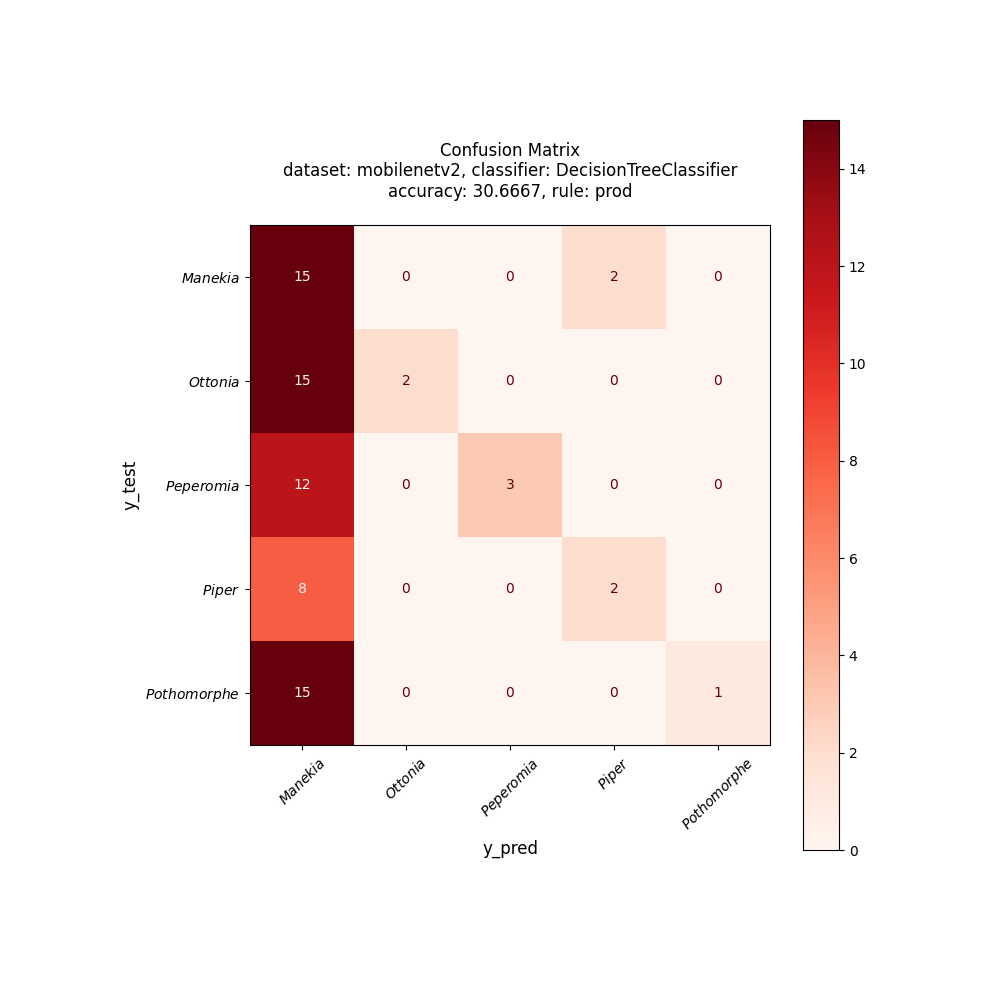 Confusion Matrix
dataset: mobilenetv2, classifier: DecisionTreeClassifier
accuracy: 30.6667, rule: prod
Manekia 15 0 0 2 0
Ottonia 15 2 0 0 0
Peperomia 12 0 3 0 0
Piper 8 0 0 2 0
Pothomorphe 15 0 0 0 1
y_test
Manekia Ottonia Peperomia Piper Pothomorphe
y_pred
14
12
10
8
6
4
2
0